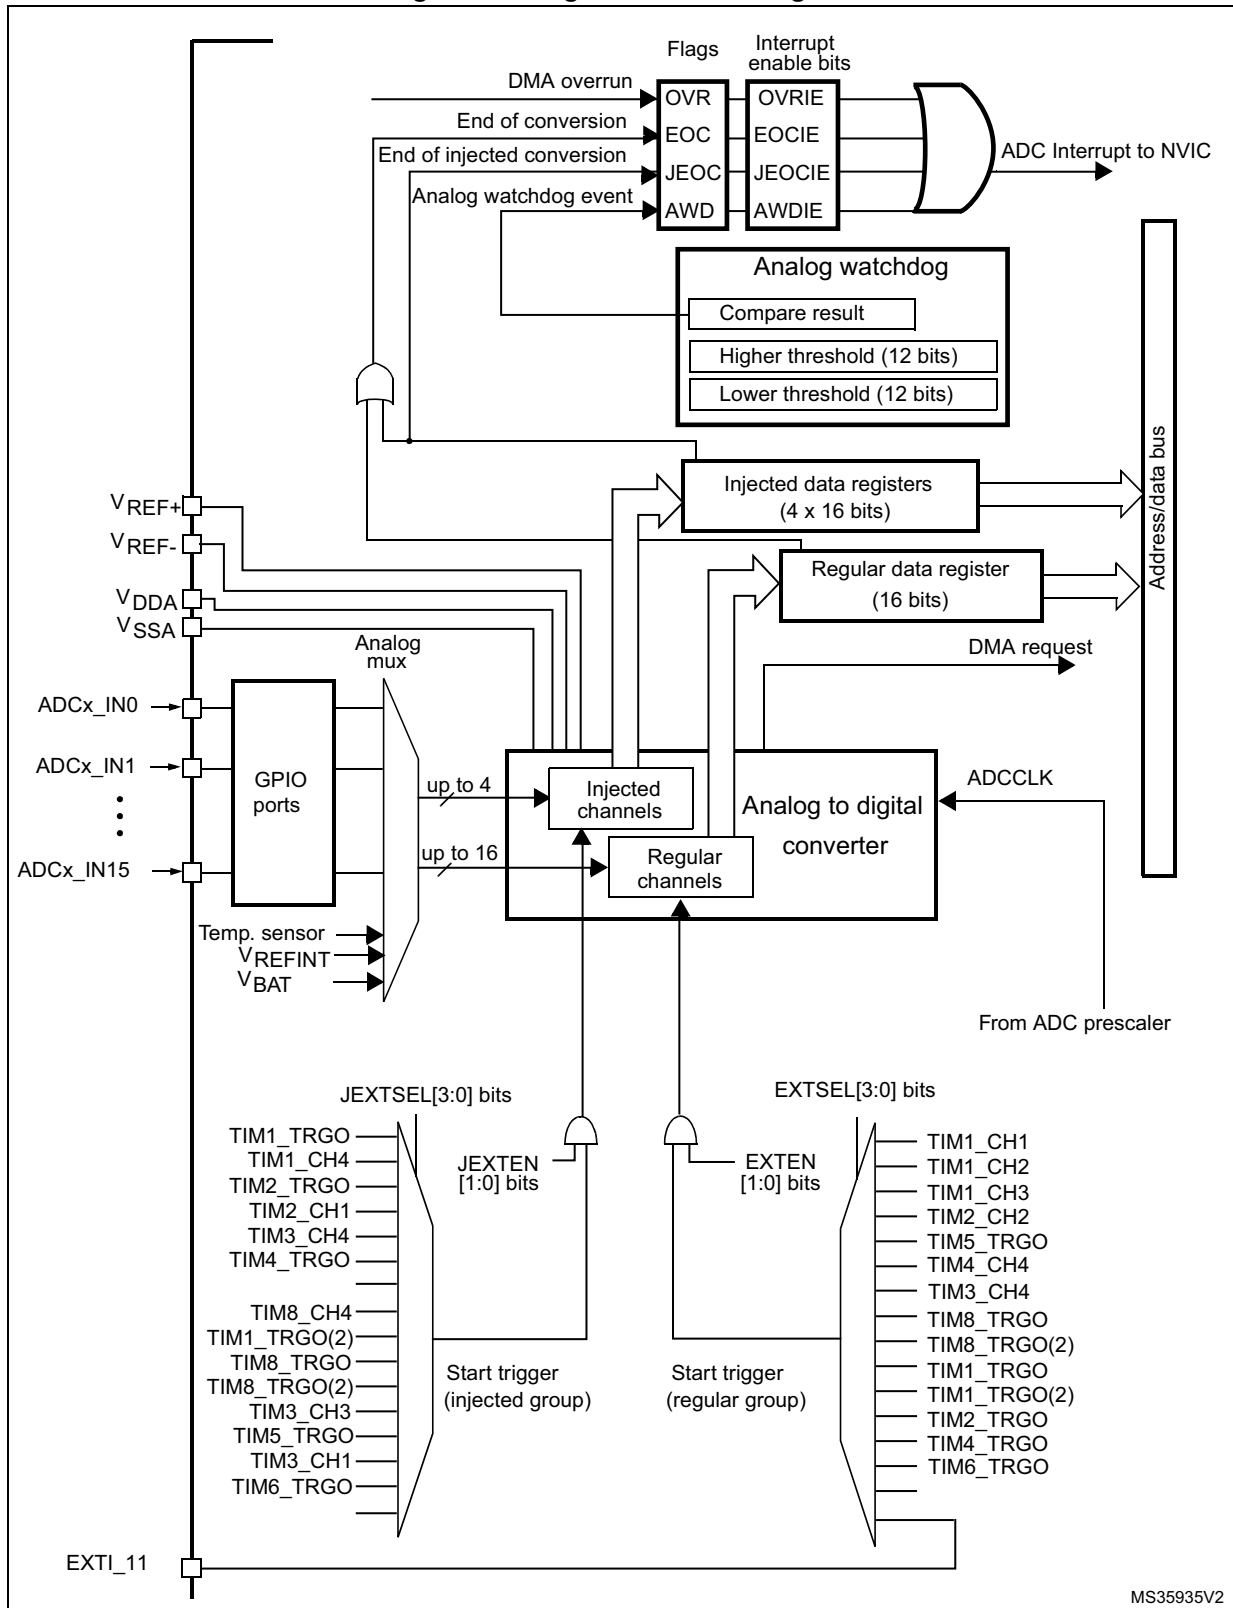 Flags
Interrupt
enable bits
DMA overrun
OVR
OVRIE
End of conversion
EOC
EOCIE
ADC Interrupt to NVIC
End of injected conversion
JEOC
JEOCIE
Analog watchdog event
AWD
AWDIE
Analog watchdog
Compare result
Higher threshold (12 bits)
Lower threshold (12 bits)
Address/data bus
Injected data registers
(4 x 16 bits)
VREF+
VREF-
Regular data register
(16 bits)
VDDA
VSSA
Analog
mux
DMA request
ADCx_IN0
ADCx_IN1
GPIO
ports
up to 4
Injected
channels
Analog to digital
converter
ADCCLK
ADCx_IN15
up to 16
Regular
channels
Temp. sensor
VREFINT
VBAT
From ADC prescaler
JEXTSEL[3:0] bits
EXTSEL[3:0] bits
JEXTEN
[1:0] bits
EXTEN
[1:0] bits
TIM1_TRGO
TIM1_CH4
TIM2_TRGO
TIM2_CH1
TIM3_CH4
TIM4_TRGO
TIM8_CH4
TIM1_TRGO(2)
TIM8_TRGO
TIM8_TRGO(2)
TIM3_CH3
TIM5_TRGO
TIM3_CH1
TIM6_TRGO
Start trigger
(injected group)
Start trigger
(regular group)
TIM1_CH1
TIM1_CH2
TIM1_CH3
TIM2_CH2
TIM5_TRGO
TIM4_CH4
TIM3_CH4
TIM8_TRGO
TIM8_TRGO(2)
TIM1_TRGO
TIM1_TRGO(2)
TIM2_TRGO
TIM4_TRGO
TIM6_TRGO
EXTI_11
MS35935V2